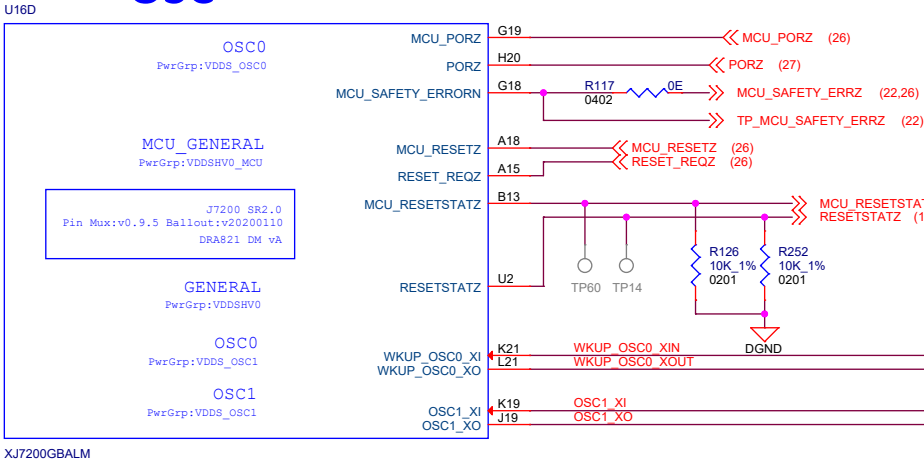 U16D
OSC0
PwrGrp:VDDS_OSC0
MCU_PORZ
G19
MCU_PORZ (26)
PORZ
H20
PORZ (27)
MCU_SAFETY_ERRORN
G18
R117
0E
0402
MCU_SAFETY_ERRZ (22,26)
TP_MCU_SAFETY_ERRZ (22)
MCU_GENERAL
PwrGrp:VDDSHV0_MCU
MCU_RESETZ
A18
MCU_RESETZ (26)
RESET_REQZ
A15
RESET_REQZ (26)
MCU_RESETSTATZ
B13
MCU_RESETSTAT
RESETSTATZ (1
J7200 SR2.0
Pin Mux:v0.9.5 Ballout:v20200110
DRA821 DM vA
R126
10K_1%
0201
R252
10K_1%
0201
TP60
TP14
GENERAL
PwrGrp:VDDSHV0
RESETSTATZ
U2
DGND
OSC0
PwrGrp:VDDS_OSC1
WKUP_OSC0_XI
K21
WKUP_OSC0_XIN
WKUP_OSC0_XO
L21
WKUP_OSC0_XOUT
OSC1
PwrGrp:VDDS_OSC1
OSC1_XI
K19
OSC1_XI
OSC1_XO
J19
OSC1_XO
XJ7200GBALM